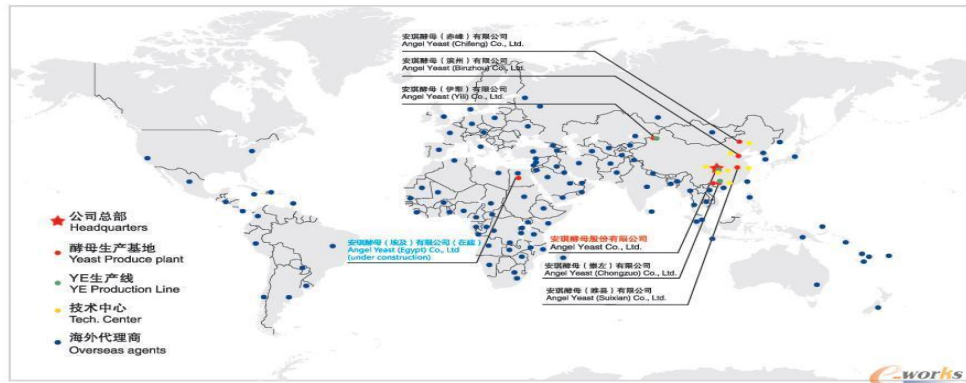 安琪酵母（赤峰）有限公司
Angel Yeast (Chifeng) Co., Ltd.
安琪酵母（滨州）有限公司
Angel Yeast (Binzhou) Co., Ltd.
安琪酵母（伊犁）有限公司
Angel Yeast (Yili) Co., Ltd.
公司总部
Headquarters
酵母生产基地
Yeast Produce plant
YE生产线
YE Production Line
技术中心
Tech. Center
海外代理商
Overseas agents
安琪酵母（埃及）有限公司（在建）
Angel Yeast (Egypt) Co., Ltd
(under construction)
安琪酵母股份有限公司
Angel Yeast Co., Ltd.
安琪酵母（崇左）有限公司
Angel Yeast (Chongzuo) Co., Ltd.
安琪酵母（睢县）有限公司
Angel Yeast (Suixian) Co., Ltd.
e-works